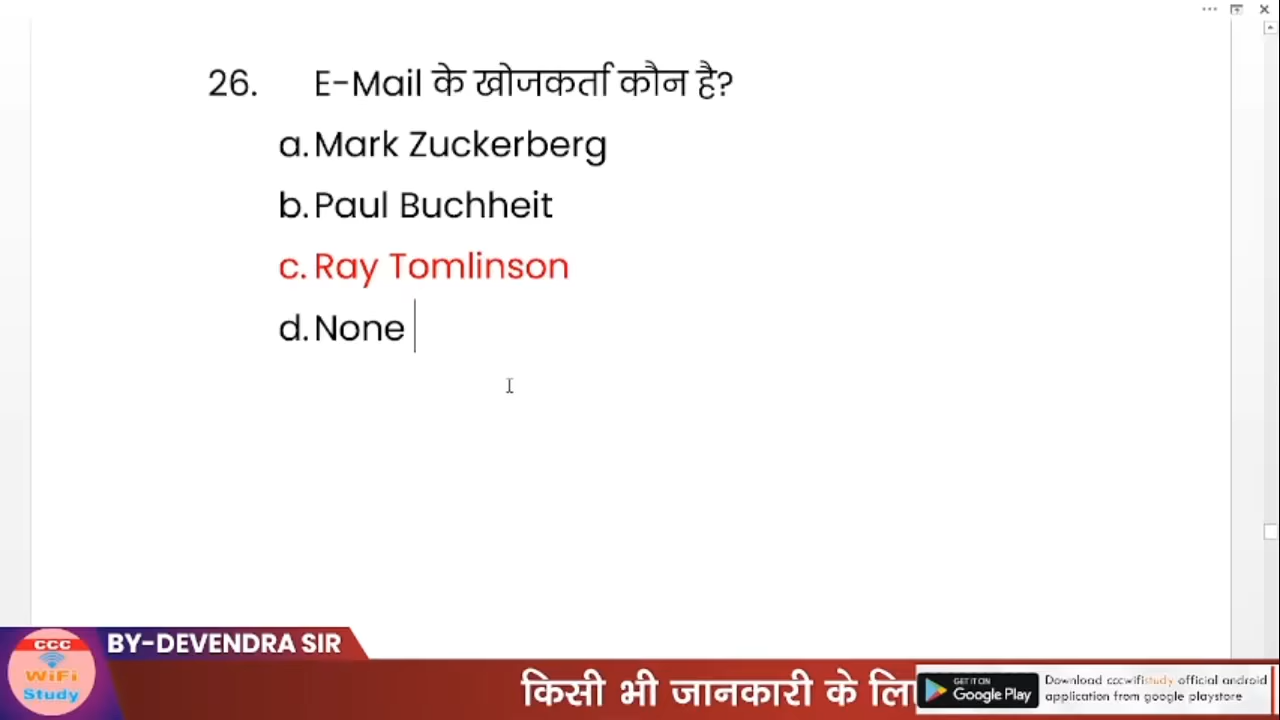 26. E-Mail के खोजकर्ता कौन है?
a. Mark Zuckerberg
b. Paul Buchheit
c. Ray Tomlinson
d. None
CCC
WiFi
Study
BY-DEVENDRA SIR
किसी भी जानकारी के
GET IT ON
Google Play
Download cccwifistudy official android
application from google playstore